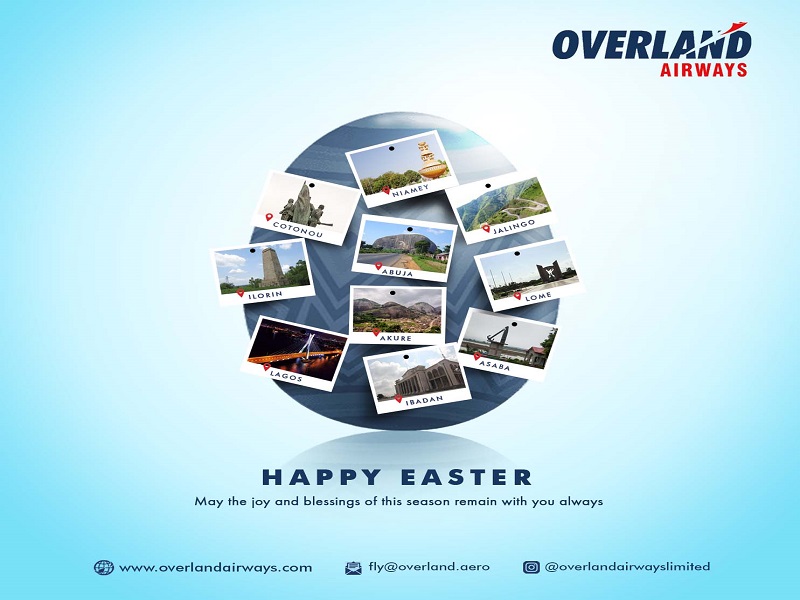 OVERLAND
AIRWAYS
NIAMEY
COTONOU
JALINGO
ABUJA
ILORIN
LOME
AKURE
LAGOS
ASABA
IBADAN
HAPPY EASTER
May the joy and blessings of this season remain with you always
www.overlandairways.com fly@overland.aero @overlandairwayslimited